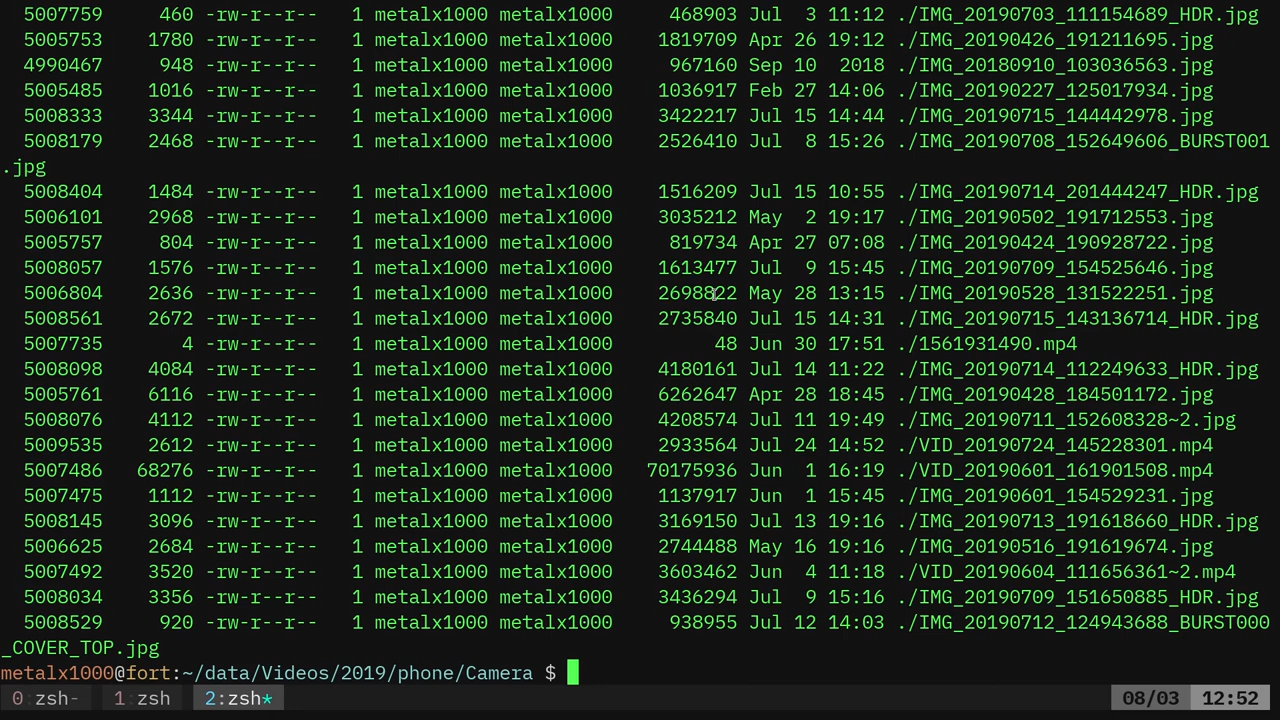 5007759    460 -rw-r--r--   1 metalx1000 metalx1000     468903 Jul  3 11:12 ./IMG_20190703_111154689_HDR.jpg
5005753   1780 -rw-r--r--   1 metalx1000 metalx1000    1819709 Apr 26 19:12 ./IMG_20190426_191211695.jpg
4990467    948 -rw-r--r--   1 metalx1000 metalx1000     967160 Sep 10  2018 ./IMG_20180910_103036563.jpg
5005485   1016 -rw-r--r--   1 metalx1000 metalx1000    1036917 Feb 27 14:06 ./IMG_20190227_125017934.jpg
5008333   3344 -rw-r--r--   1 metalx1000 metalx1000    3422217 Jul 15 14:44 ./IMG_20190715_144442978.jpg
5008179   2468 -rw-r--r--   1 metalx1000 metalx1000    2526410 Jul  8 15:26 ./IMG_20190708_152649606_BURST001
.jpg
5008404   1484 -rw-r--r--   1 metalx1000 metalx1000    1516209 Jul 15 10:55 ./IMG_20190714_201444247_HDR.jpg
5006101   2968 -rw-r--r--   1 metalx1000 metalx1000    3035212 May  2 19:17 ./IMG_20190502_191712553.jpg
5005757    804 -rw-r--r--   1 metalx1000 metalx1000     819734 Apr 27 07:08 ./IMG_20190424_190928722.jpg
5008057   1576 -rw-r--r--   1 metalx1000 metalx1000    1613477 Jul  9 15:45 ./IMG_20190709_154525646.jpg
5006804   2636 -rw-r--r--   1 metalx1000 metalx1000    2698822 May 28 13:15 ./IMG_20190528_131522251.jpg
5008561   2672 -rw-r--r--   1 metalx1000 metalx1000    2735840 Jul 15 14:31 ./IMG_20190715_143136714_HDR.jpg
5007735      4 -rw-r--r--   1 metalx1000 metalx1000         48 Jun 30 17:51 ./1561931490.mp4
5008098   4084 -rw-r--r--   1 metalx1000 metalx1000    4180161 Jul 14 11:22 ./IMG_20190714_112249633_HDR.jpg
5005761   6116 -rw-r--r--   1 metalx1000 metalx1000    6262647 Apr 28 18:45 ./IMG_20190428_184501172.jpg
5008076   4112 -rw-r--r--   1 metalx1000 metalx1000    4208574 Jul 11 19:49 ./IMG_20190711_152608328~2.jpg
5009535   2612 -rw-r--r--   1 metalx1000 metalx1000    2933564 Jul 24 14:52 ./VID_20190724_145228301.mp4
5007486  68276 -rw-r--r--   1 metalx1000 metalx1000   70175936 Jun  1 16:19 ./VID_20190601_161901508.mp4
5007475   1112 -rw-r--r--   1 metalx1000 metalx1000    1137917 Jun  1 15:45 ./IMG_20190601_154529231.jpg
5008145   3096 -rw-r--r--   1 metalx1000 metalx1000    3169150 Jul 13 19:16 ./IMG_20190713_191618660_HDR.jpg
5006625   2684 -rw-r--r--   1 metalx1000 metalx1000    2744488 May 16 19:16 ./IMG_20190516_191619674.jpg
5007492   3520 -rw-r--r--   1 metalx1000 metalx1000    3603462 Jun  4 11:18 ./VID_20190604_111656361~2.mp4
5008034   3356 -rw-r--r--   1 metalx1000 metalx1000    3436294 Jul  9 15:16 ./IMG_20190709_151650885_HDR.jpg
5008529    920 -rw-r--r--   1 metalx1000 metalx1000     938955 Jul 12 14:03 ./IMG_20190712_124943688_BURST000
_COVER_TOP.jpg
metalx1000@fort:~/data/Videos/2019/phone/Camera $
0 zsh- 1 zsh 2:zsh* 08/03 12:52